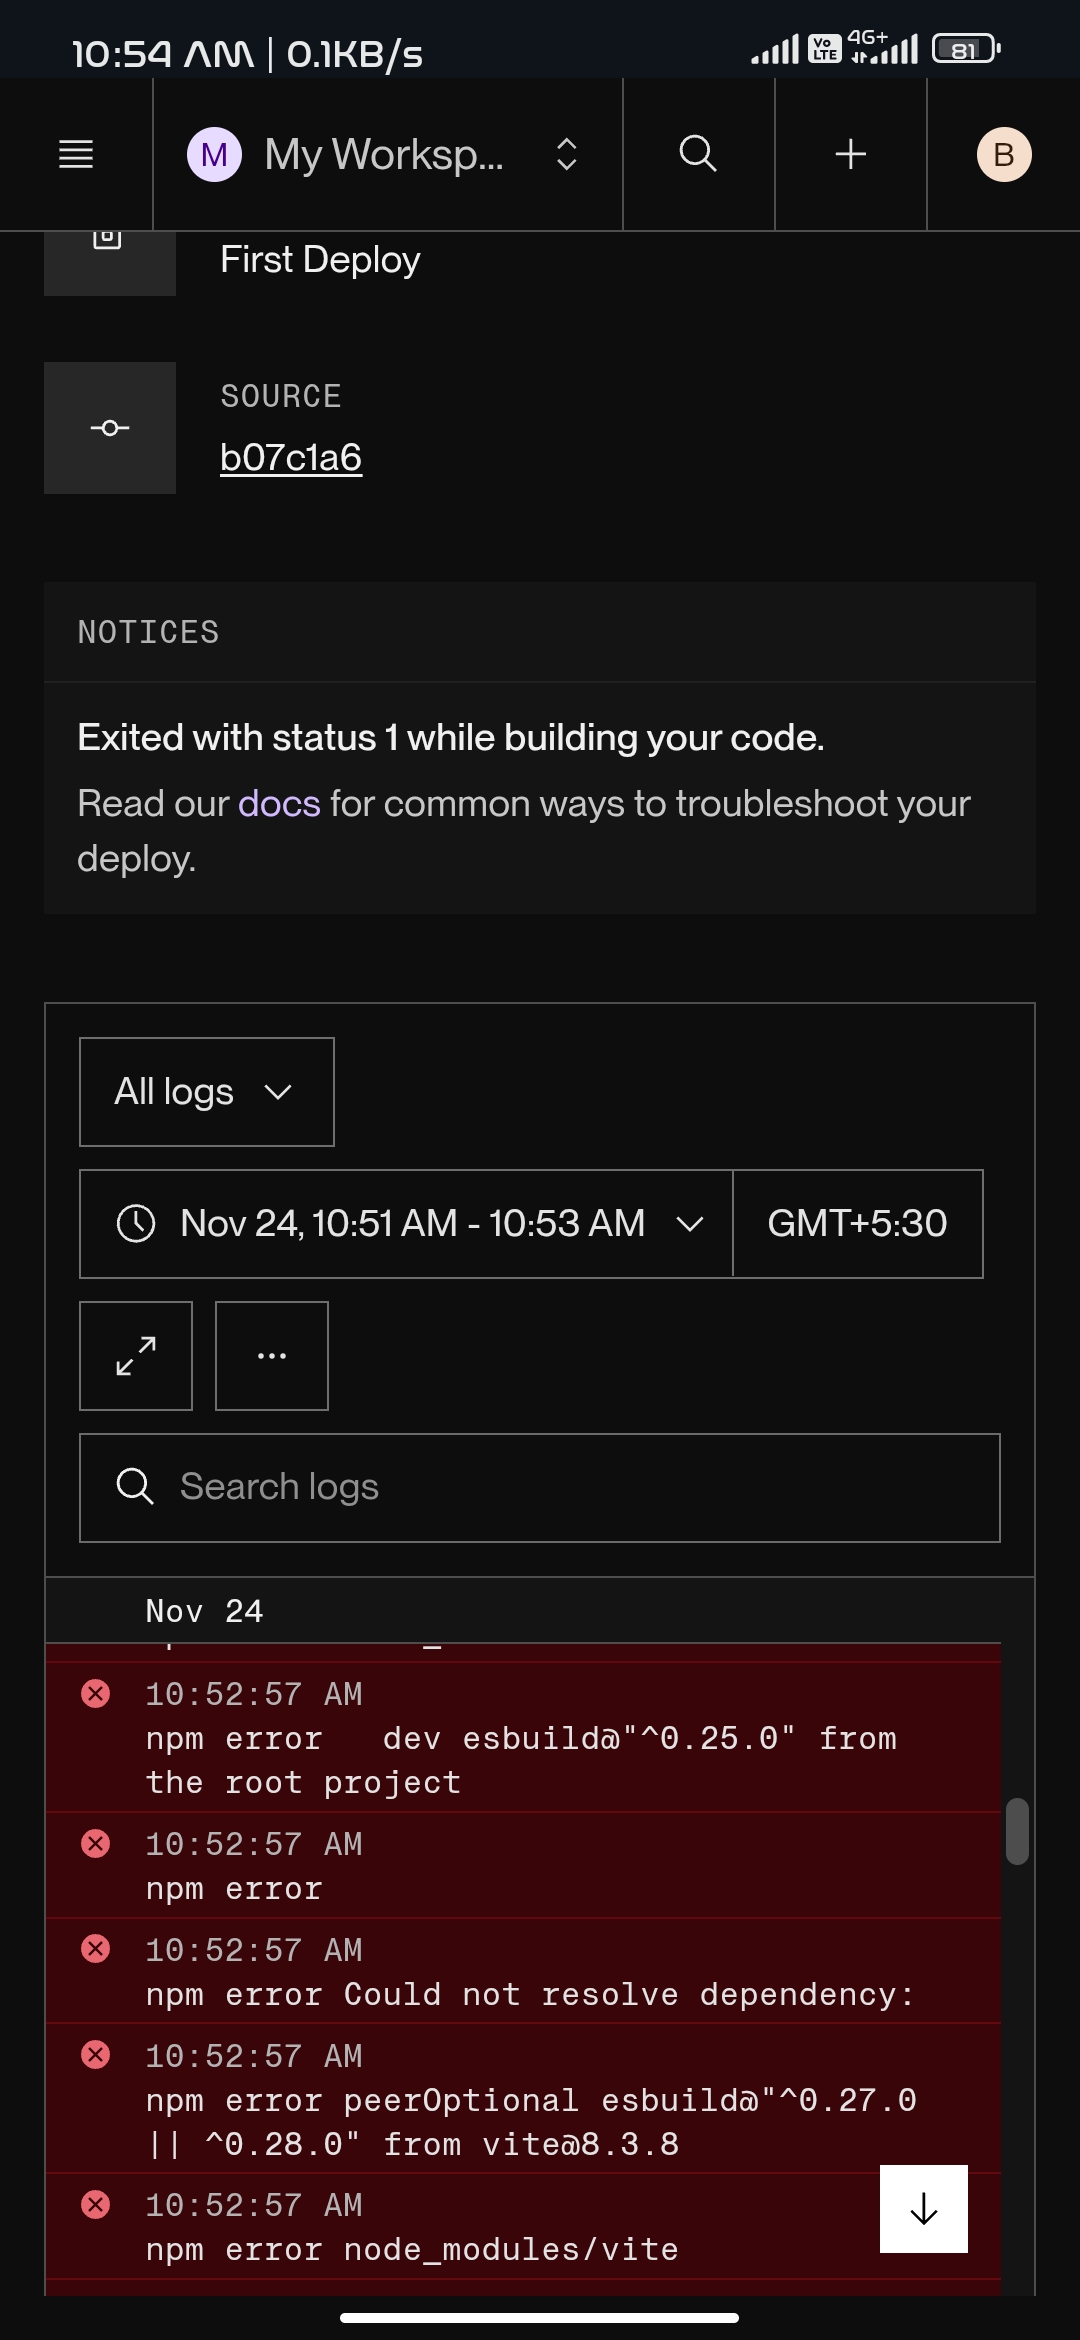 10:54 AM | 0.1KB/s
Vo LTE 4G+ 81
M My Worksp... B
First Deploy
SOURCE
b07c1a6
NOTICES
Exited with status 1 while building your code.
Read our docs for common ways to troubleshoot your
deploy.
All logs
Nov 24, 10:51 AM - 10:53 AM GMT+5:30
...
Search logs
Nov 24
10:52:57 AM
npm error   dev esbuild@"^0.25.0" from
the root project
10:52:57 AM
npm error
10:52:57 AM
npm error Could not resolve dependency:
10:52:57 AM
npm error peerOptional esbuild@"^0.27.0
|| ^0.28.0" from vite@8.3.8
10:52:57 AM
npm error node_modules/vite